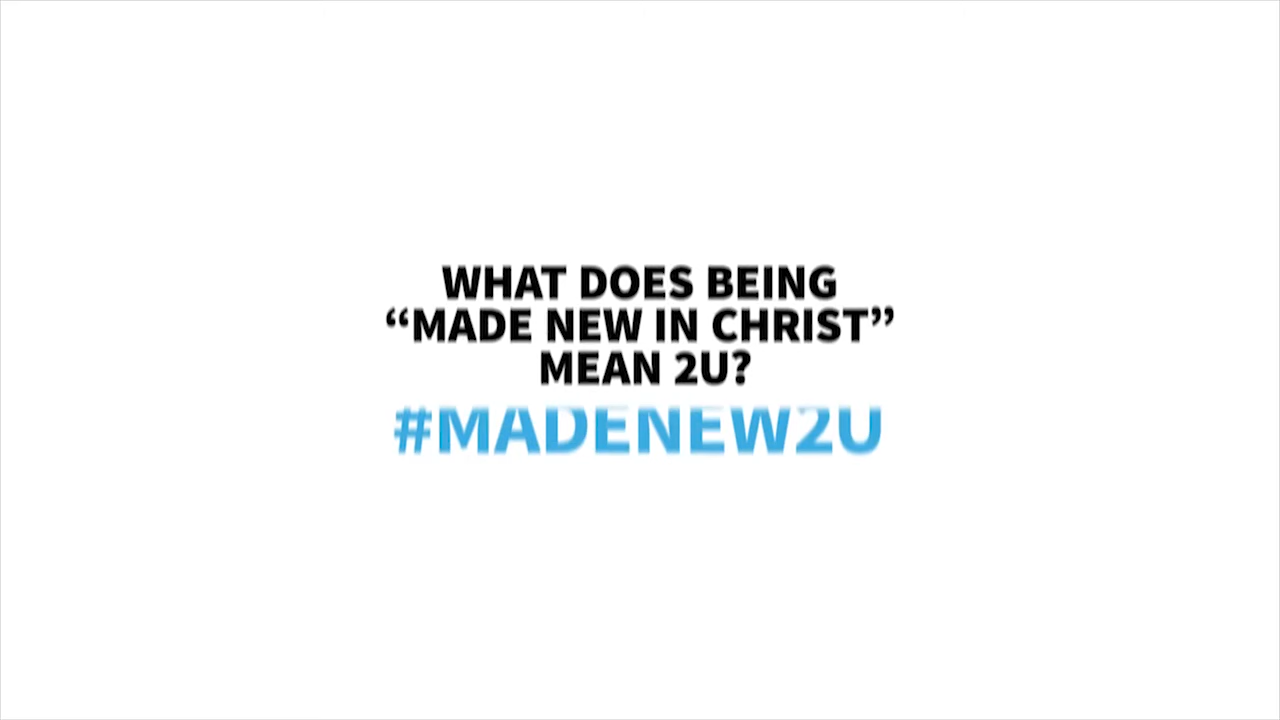 WHAT DOES BEING
“MADE NEW IN CHRIST”
MEAN 2U?
#MADENEW2U